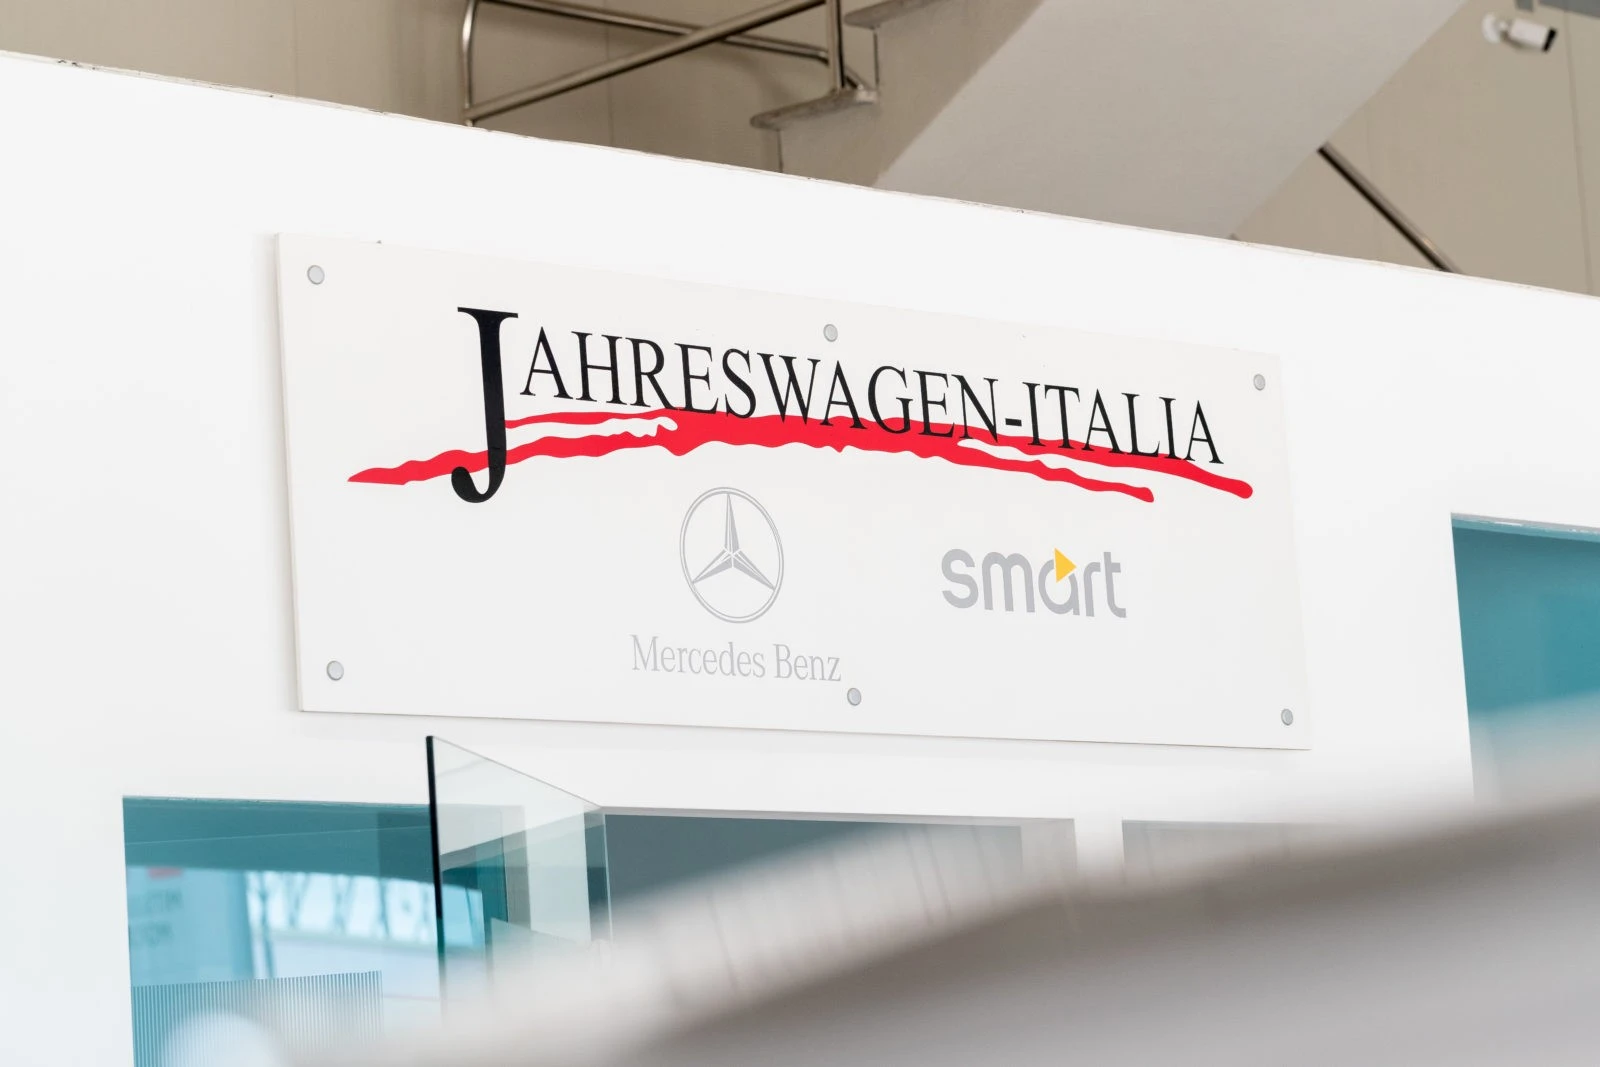 JAHRESWAGEN-ITALIA
smart
Mercedes Benz